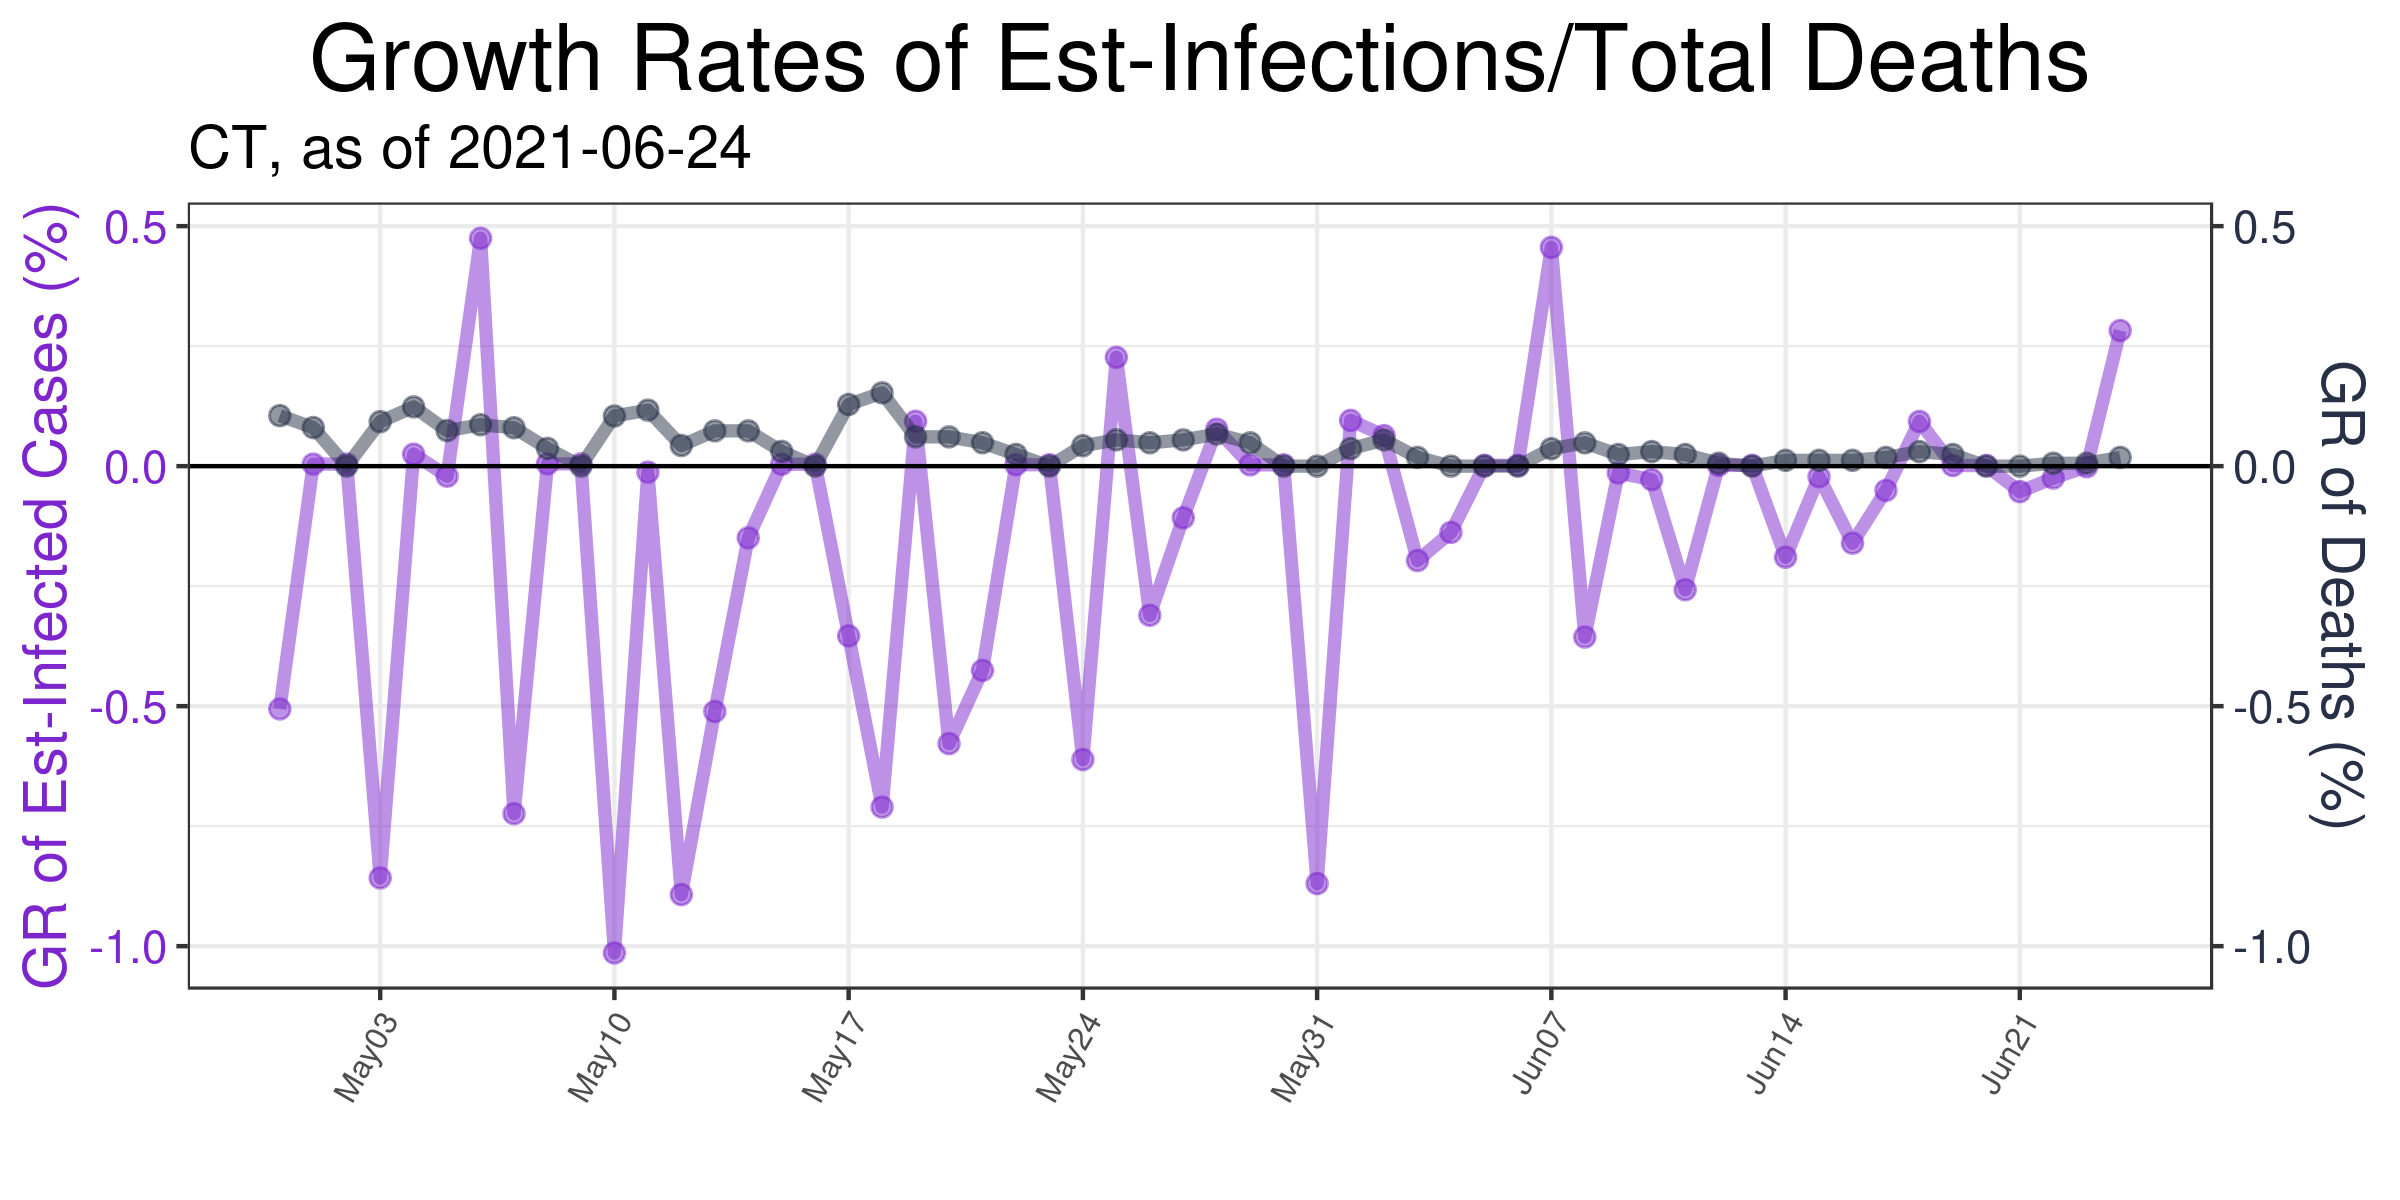 Growth Rates of Est-Infections/Total Deaths
CT, as of 2021-06-24
GR of Est-Infected Cases (%)
0.5
0.0
-0.5
-1.0
0.5
0.0
-0.5
-1.0
GR of Deaths (%)
May03
May10
May17
May24
May31
Jun07
Jun14
Jun21